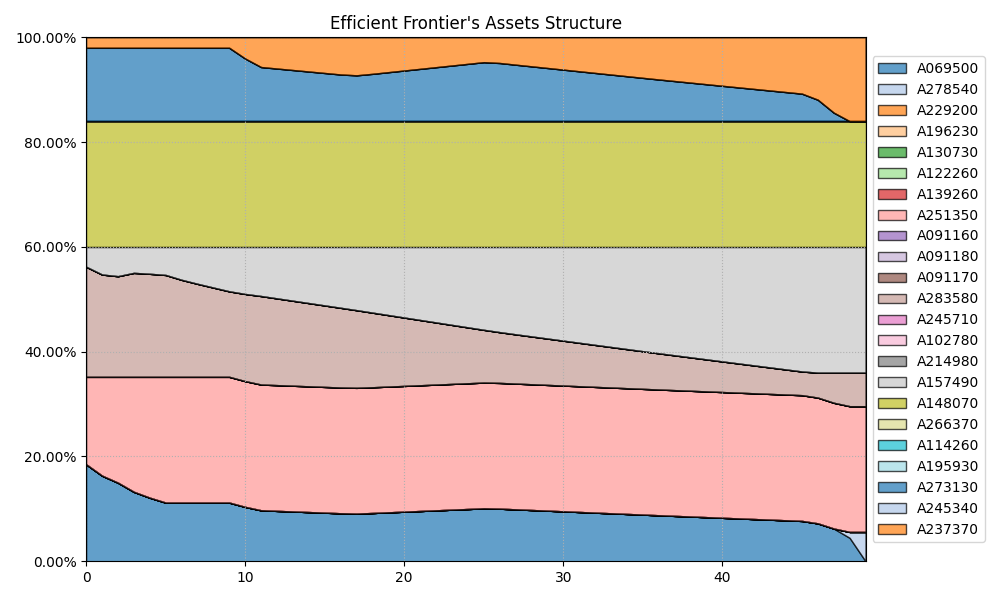 Efficient Frontier's Assets Structure
100.00%
80.00%
60.00%
40.00%
20.00%
0.00%
0
10
20
30
40
A069500
A278540
A229200
A196230
A130730
A122260
A139260
A251350
A091160
A091180
A091170
A283580
A245710
A102780
A214980
A157490
A148070
A266370
A114260
A195930
A273130
A245340
A237370